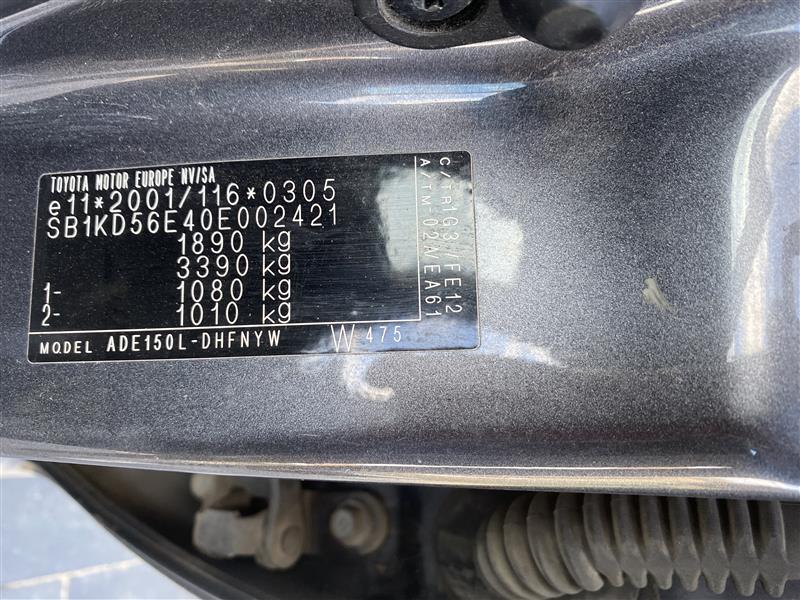 TOYOTA MOTOR EUROPE NV/SA
e11*2001/116*0305
SB1KD56E40E002421
1890 kg
3390 kg
1- 1080 kg
2- 1010 kg
MODEL ADE150L-DHFNYW W 475
C/TR 1G3//FE12
A/TM 02A/EA61